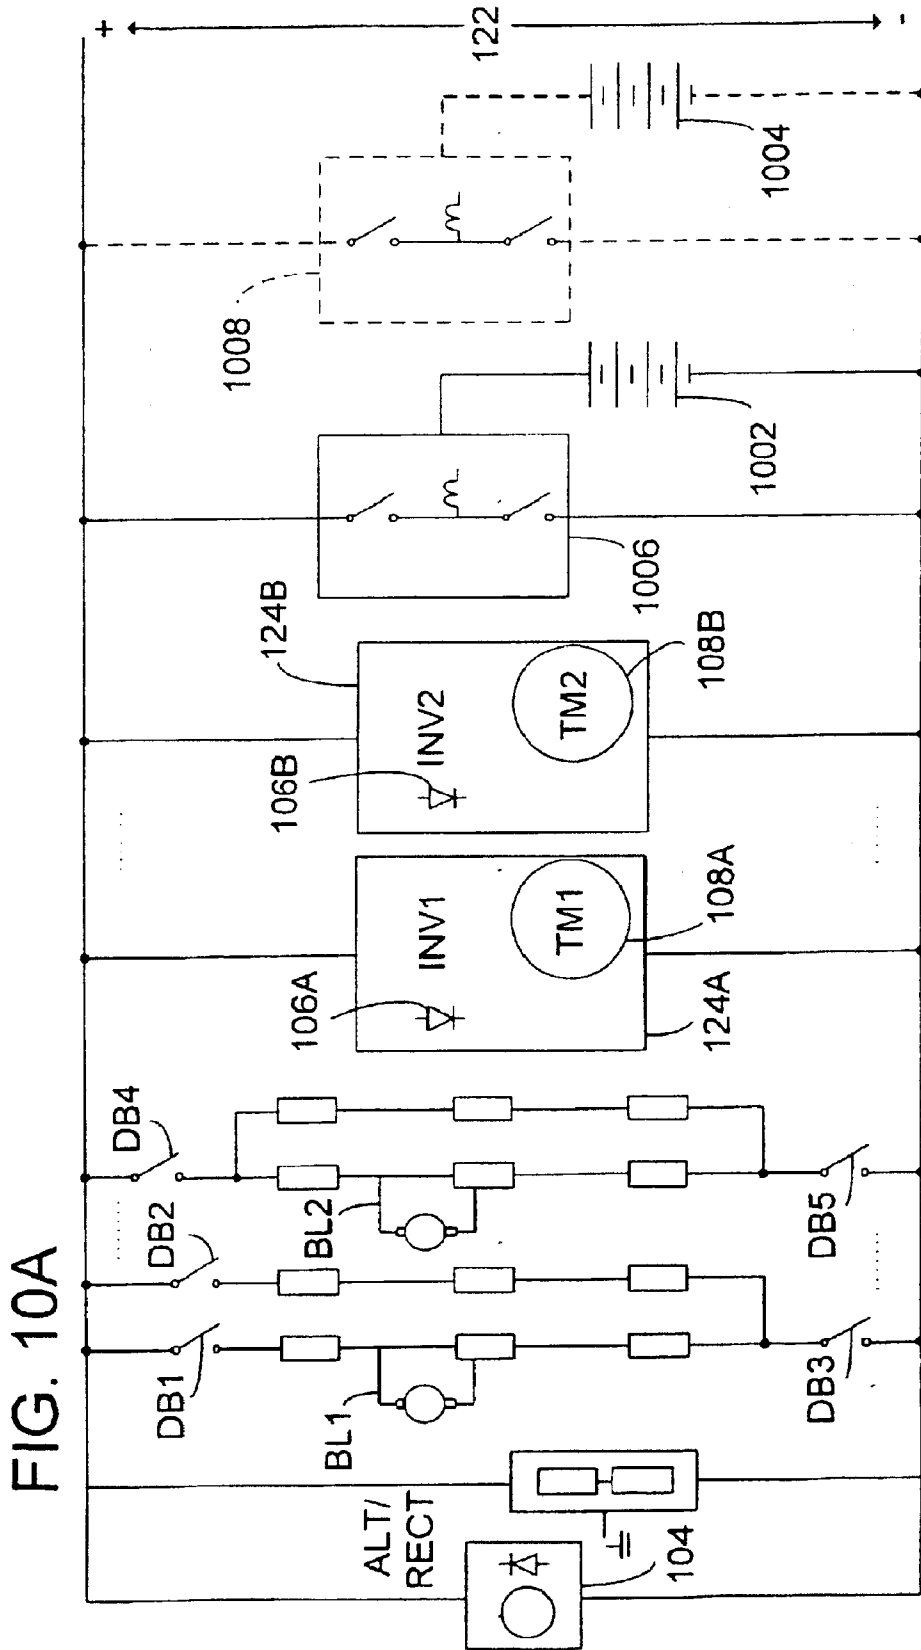 FIG. 10A
+
122
-
1008
1004
1002
1006
124B
106B
INV2
TM2
108B
106A
INV1
TM1
108A
124A
DB4
DB2
DB1
BL2
BL1
DB5
DB3
ALT/
RECT
104